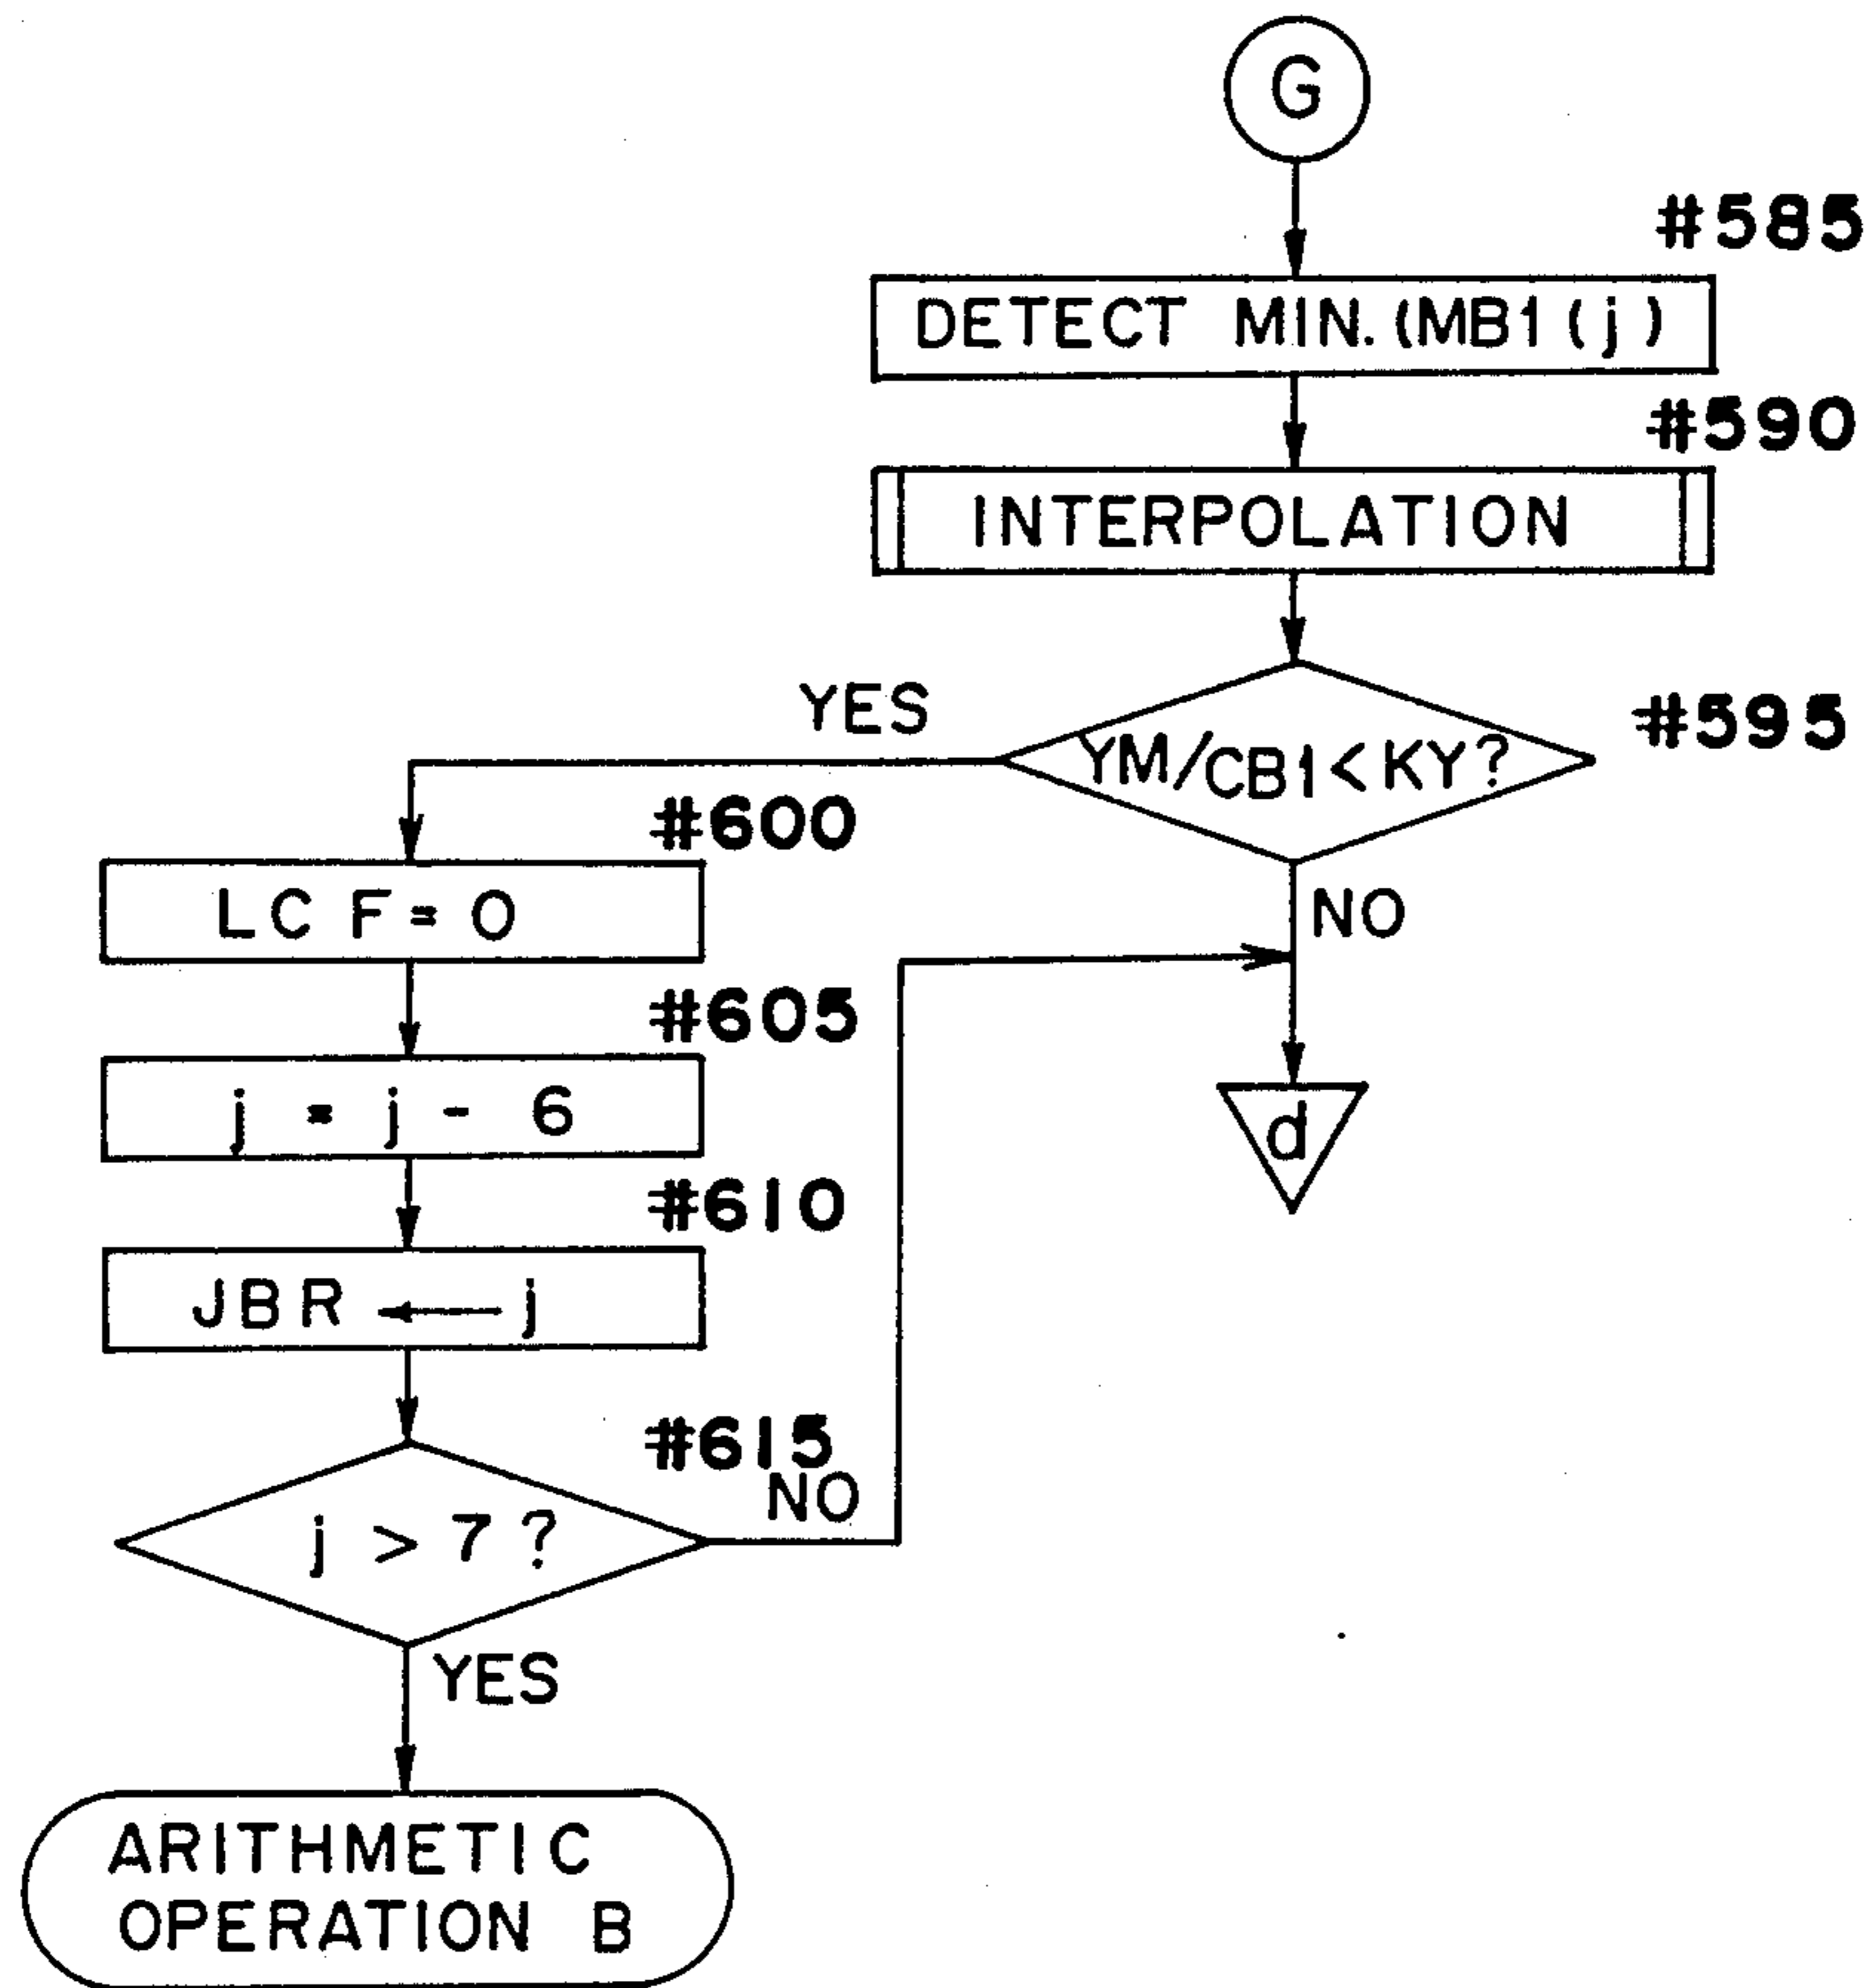 G
#585
DETECT MIN.(MB1(j)
#590
INTERPOLATION
#595
YM/CB1<KY?
YES
NO
#600
LCF=0
#605
j = j - 6
#610
JBR ← j
#615
j > 7?
NO
YES
d
ARITHMETIC
OPERATION B